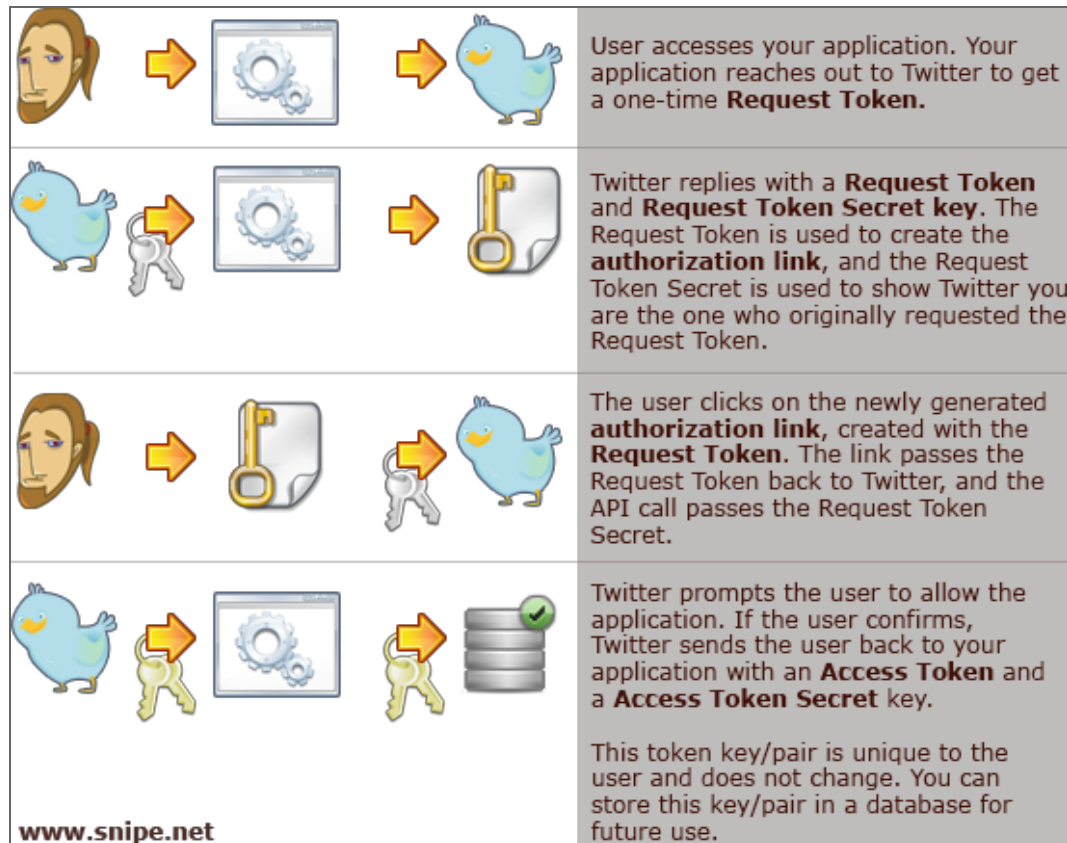 User accesses your application. Your
application reaches out to Twitter to get
a one-time Request Token.
Twitter replies with a Request Token
and Request Token Secret key. The
Request Token is used to create the
authorization link, and the Request
Token Secret is used to show Twitter you
are the one who originally requested the
Request Token.
The user clicks on the newly generated
authorization link, created with the
Request Token. The link passes the
Request Token back to Twitter, and the
API call passes the Request Token
Secret.
Twitter prompts the user to allow the
application. If the user confirms,
Twitter sends the user back to your
application with an Access Token and
a Access Token Secret key.
This token key/pair is unique to the
user and does not change. You can
store this key/pair in a database for
future use.
www.snipe.net